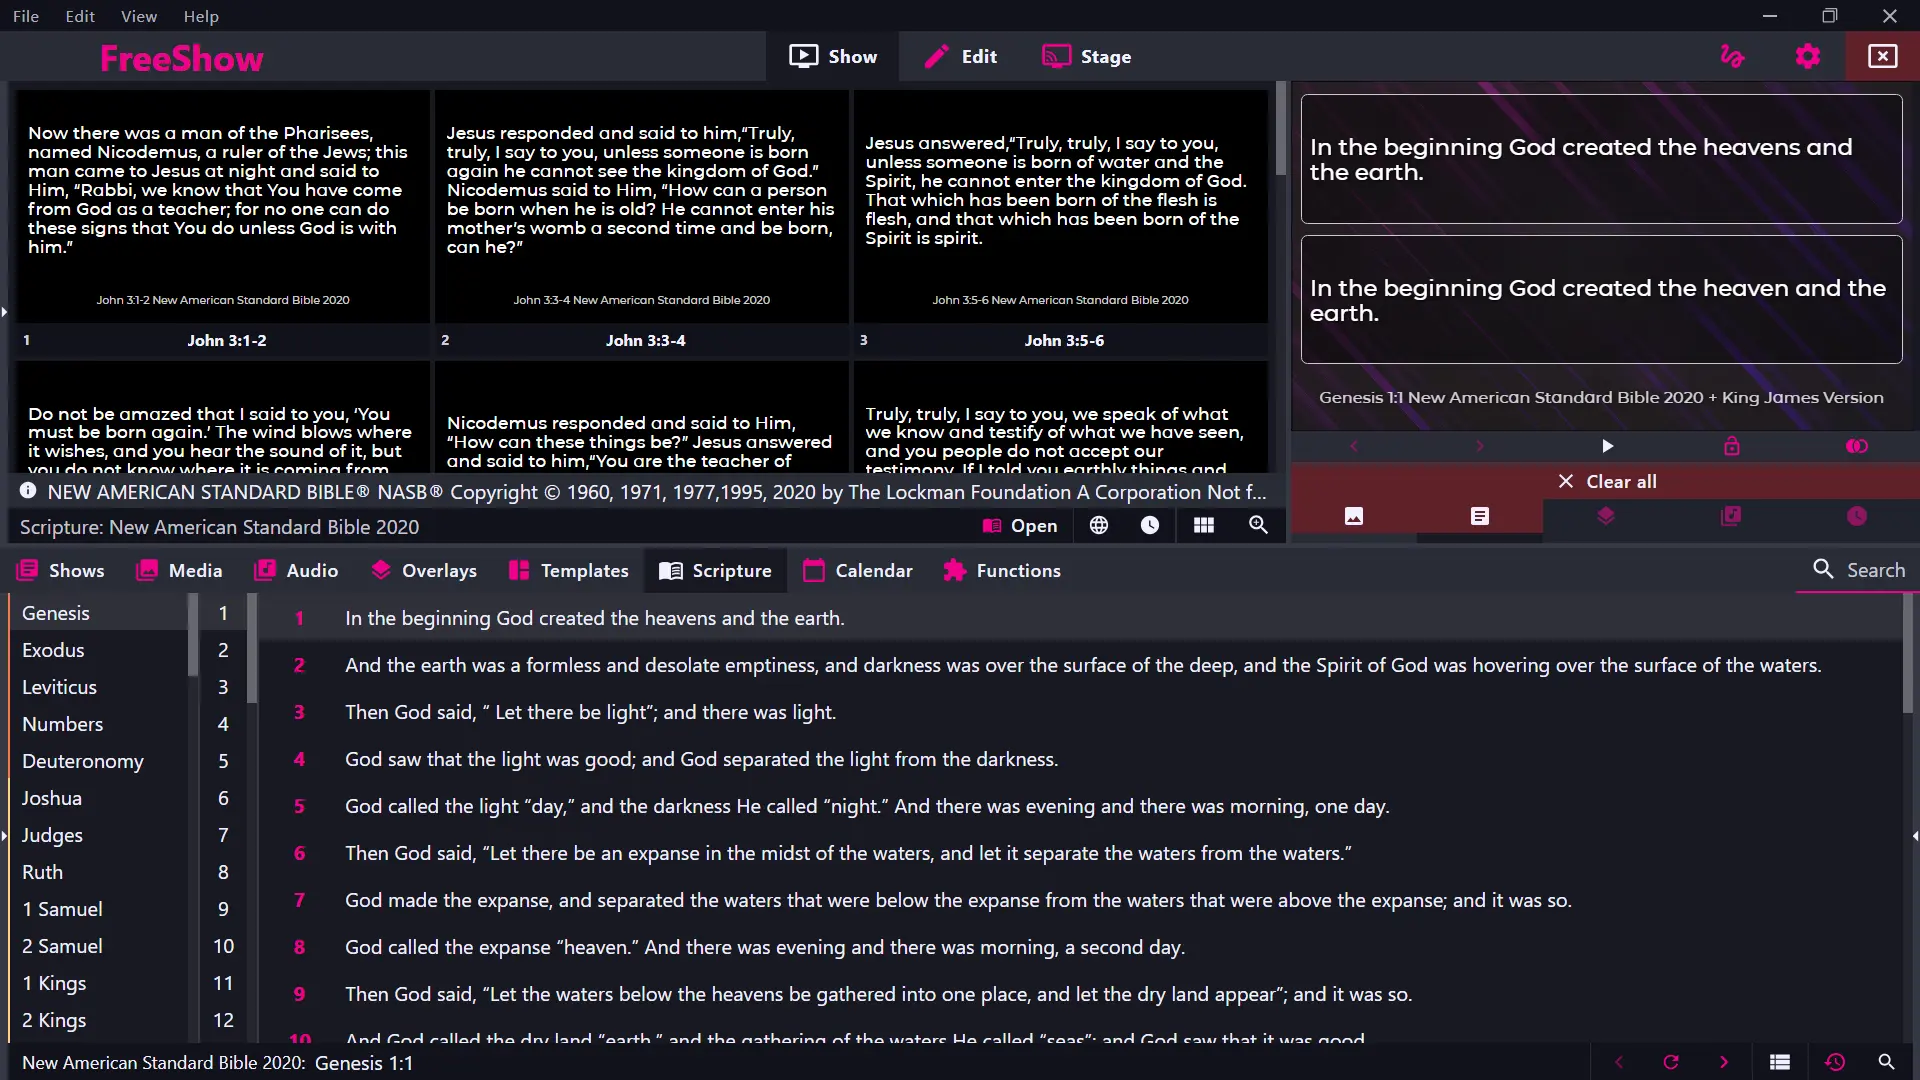 File Edit View Help
FreeShow
Show Edit Stage
Now there was a man of the Pharisees,
named Nicodemus, a ruler of the Jews; this
man came to Jesus at night and said to
Him, “Rabbi, we know that You have come
from God as a teacher; for no one can do
these signs that You do unless God is with
him.”
John 3:1-2 New American Standard Bible 2020
1 John 3:1-2
Jesus responded and said to him,“Truly,
truly, I say to you, unless someone is born
again he cannot see the kingdom of God.”
Nicodemus said to Him, “How can a person
be born when he is old? He cannot enter his
mother’s womb a second time and be born,
can he?”
John 3:3-4 New American Standard Bible 2020
2 John 3:3-4
Jesus answered,“Truly, truly, I say to you,
unless someone is born of water and the
Spirit, he cannot enter the kingdom of God.
That which has been born of the flesh is
flesh, and that which has been born of the
Spirit is spirit.
John 3:5-6 New American Standard Bible 2020
3 John 3:5-6
Do not be amazed that I said to you, ‘You
must be born again.’ The wind blows where
it wishes, and you hear the sound of it, but
you do not know where it is coming from
Nicodemus responded and said to Him,
“How can these things be?” Jesus answered
and said to him,“You are the teacher of
Truly, truly, I say to you, we speak of what
we know and testify of what we have seen,
and you people do not accept our
testimony. If I told you earthly things and
NEW AMERICAN STANDARD BIBLE® NASB® Copyright © 1960, 1971, 1977,1995, 2020 by The Lockman Foundation A Corporation Not f...
Scripture: New American Standard Bible 2020
Open
In the beginning God created the heavens and
the earth.
In the beginning God created the heaven and the
earth.
Genesis 1:1 New American Standard Bible 2020 + King James Version
Clear all
Shows Media Audio Overlays Templates Scripture Calendar Functions Search
Genesis
Exodus
Leviticus
Numbers
Deuteronomy
Joshua
Judges
Ruth
1 Samuel
2 Samuel
1 Kings
2 Kings
1
2
3
4
5
6
7
8
9
10
11
12
1 In the beginning God created the heavens and the earth.
2 And the earth was a formless and desolate emptiness, and darkness was over the surface of the deep, and the Spirit of God was hovering over the surface of the waters.
3 Then God said, “ Let there be light”; and there was light.
4 God saw that the light was good; and God separated the light from the darkness.
5 God called the light “day,” and the darkness He called “night.” And there was evening and there was morning, one day.
6 Then God said, “Let there be an expanse in the midst of the waters, and let it separate the waters from the waters.”
7 God made the expanse, and separated the waters that were below the expanse from the waters that were above the expanse; and it was so.
8 God called the expanse “heaven.” And there was evening and there was morning, a second day.
9 Then God said, “Let the waters below the heavens be gathered into one place, and let the dry land appear”; and it was so.
10 And God called the dry land “earth,” and the gathering of the waters He called “seas”; and God saw that it was good.
New American Standard Bible 2020: Genesis 1:1